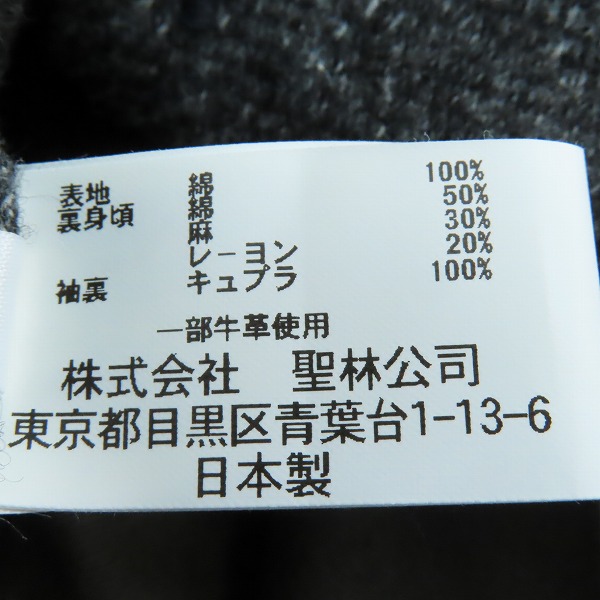 表地 綿 100%
裏身頃 綿 50%
麻 30%
レーヨン 20%
袖裏 キュプラ 100%
一部牛革使用
株式会社 聖林公司
東京都目黒区青葉台1-13-6
日本製